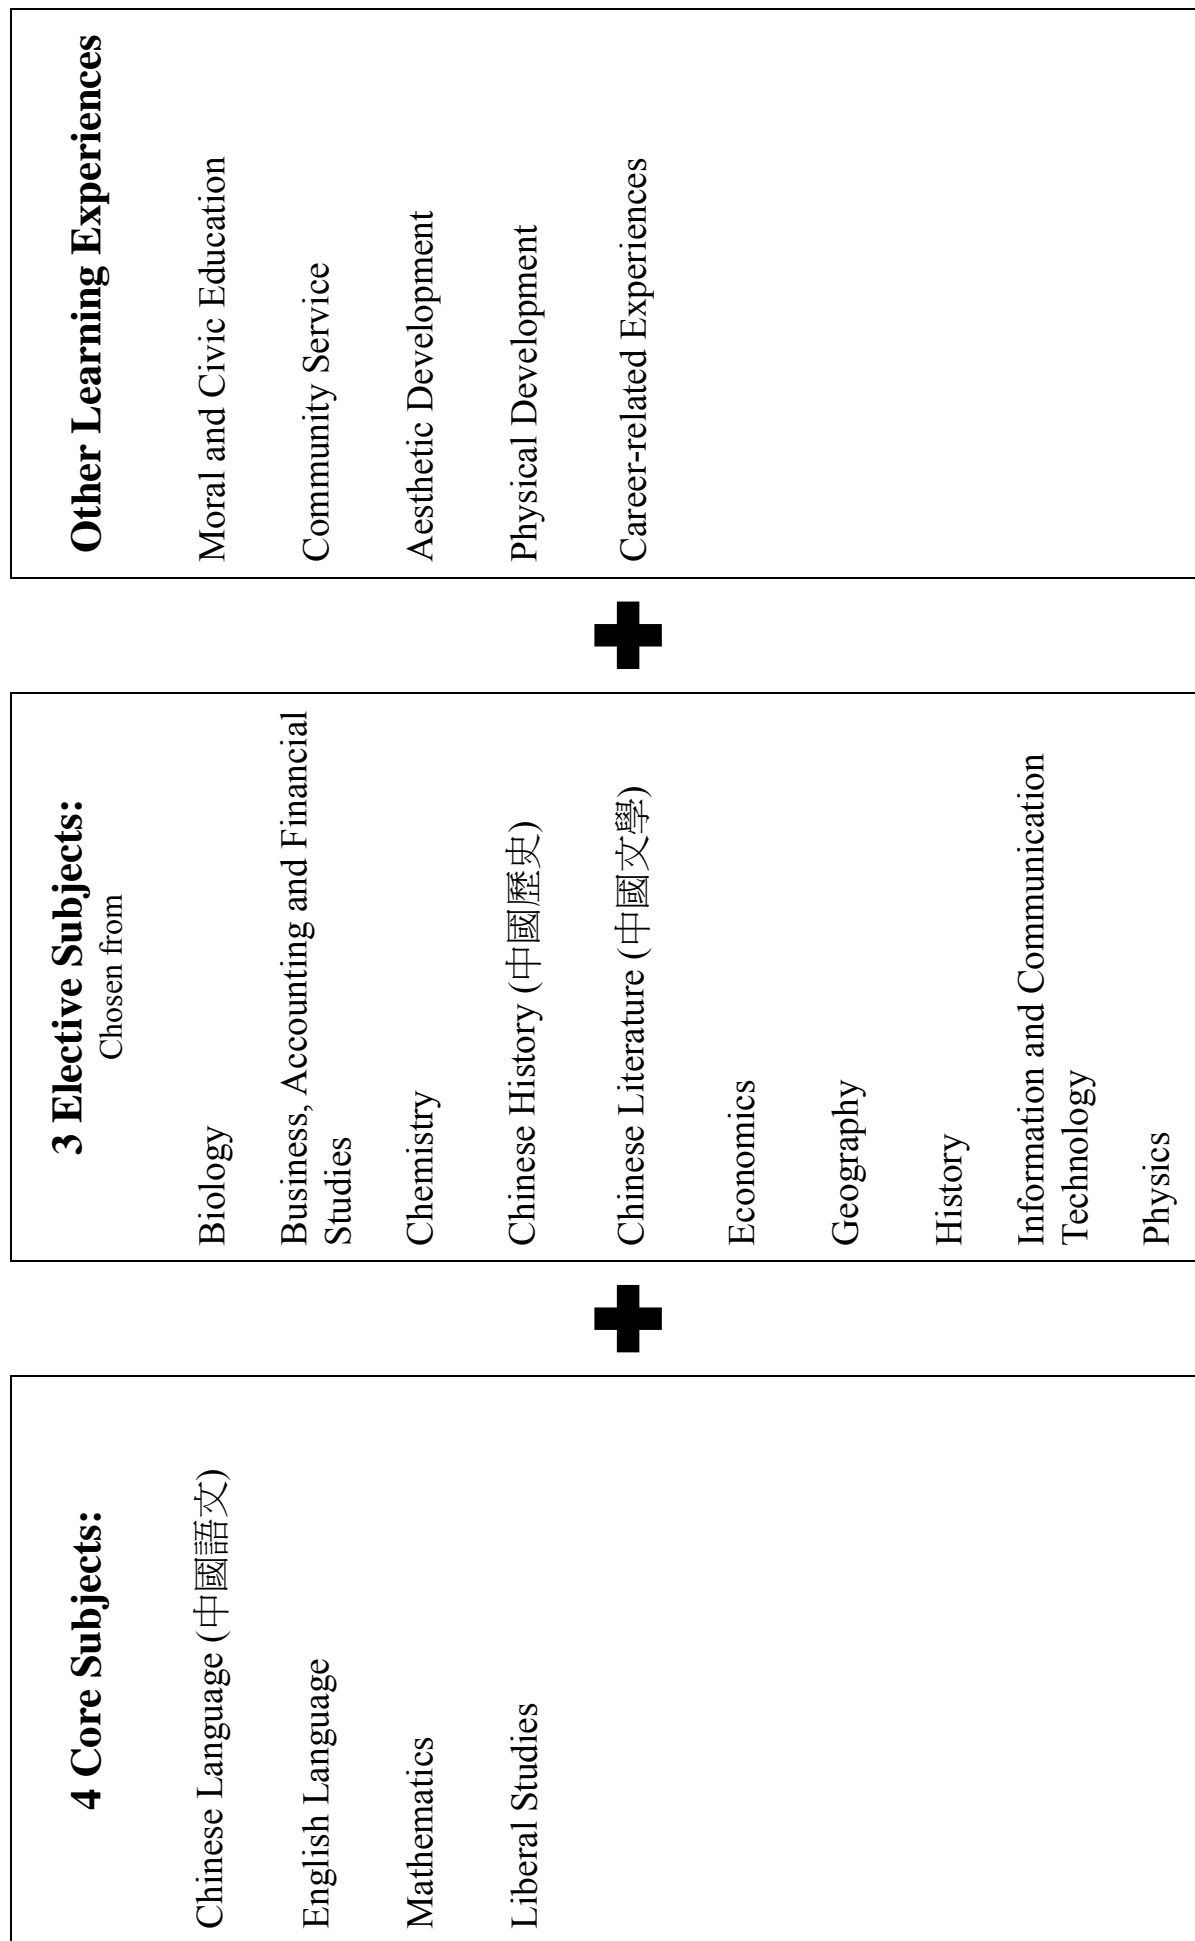 4 Core Subjects:
Chinese Language (中國語文)
English Language
Mathematics
Liberal Studies
3 Elective Subjects:
Chosen from
Biology
Business, Accounting and Financial
Studies
Chemistry
Chinese History (中國歷史)
Chinese Literature (中國文學)
Economics
Geography
History
Information and Communication
Technology
Physics
Other Learning Experiences
Moral and Civic Education
Community Service
Aesthetic Development
Physical Development
Career-related Experiences